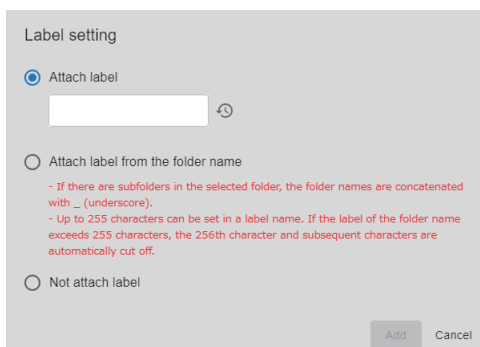 Label setting
Attach label
Attach label from the folder name
- If there are subfolders in the selected folder, the folder names are concatenated
with _ (underscore).
- Up to 255 characters can be set in a label name. If the label of the folder name
exceeds 255 characters, the 256th character and subsequent characters are
automatically cut off.
Not attach label
Add Cancel